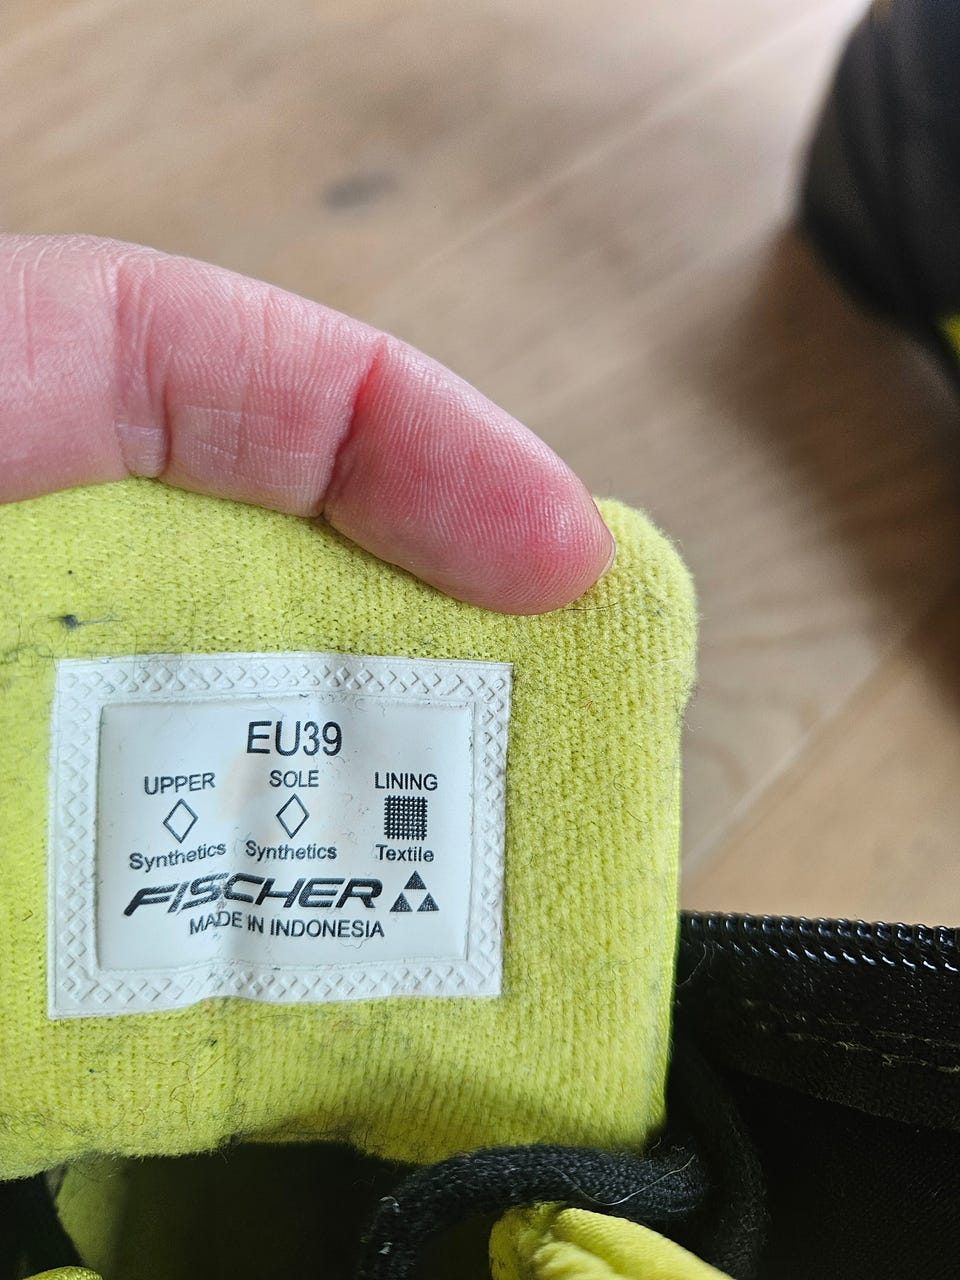 EU39
UPPER SOLE LINING
Synthetics Synthetics Textile
FISCHER
MADE IN INDONESIA